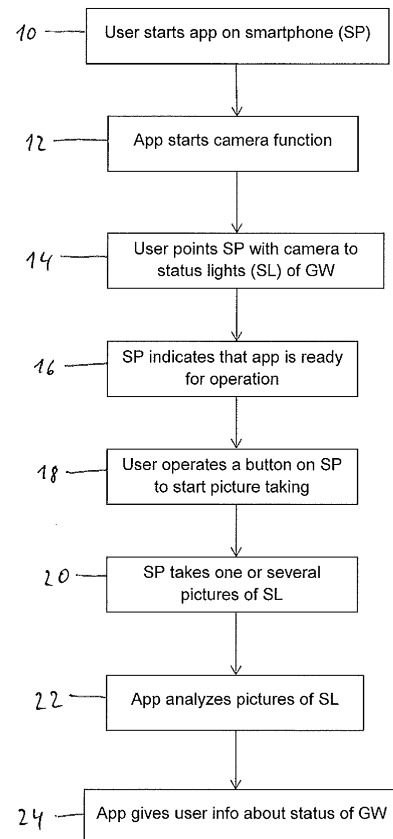 10 User starts app on smartphone (SP)
12 App starts camera function
14 User points SP with camera to
status lights (SL) of GW
16 SP indicates that app is ready
for operation
18 User operates a button on SP
to start picture taking
20 SP takes one or several
pictures of SL
22 App analyzes pictures of SL
24 App gives user info about status of GW